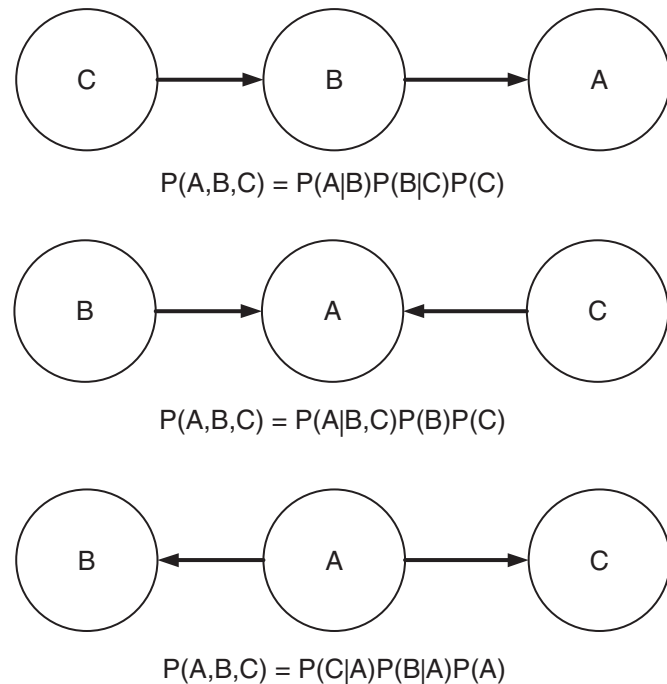 C B A
P(A,B,C) = P(A|B)P(B|C)P(C)
B A C
P(A,B,C) = P(A|B,C)P(B)P(C)
B A C
P(A,B,C) = P(C|A)P(B|A)P(A)